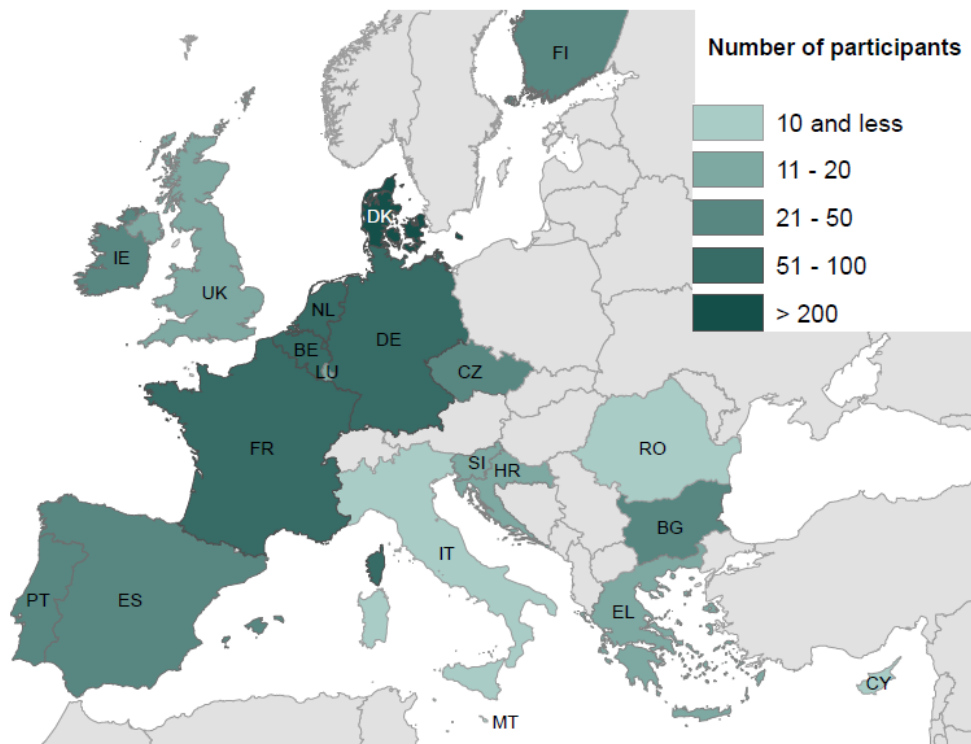 FI
Number of participants
10 and less
11 - 20
21 - 50
51 - 100
> 200
DK
IE
UK
NL
BE
DE
LU
CZ
FR
SI
HR
RO
BG
IT
PT
ES
EL
CY
MT